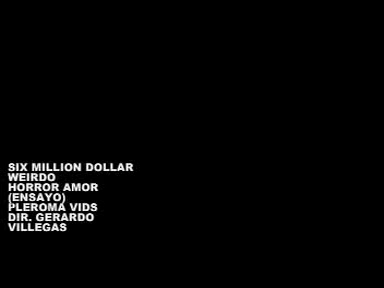 SIX MILLION DOLLAR
WEIRDO
HORROR AMOR
(ENSAYO)
PLEROMA VIDS
DIR. GERARDO
VILLEGAS